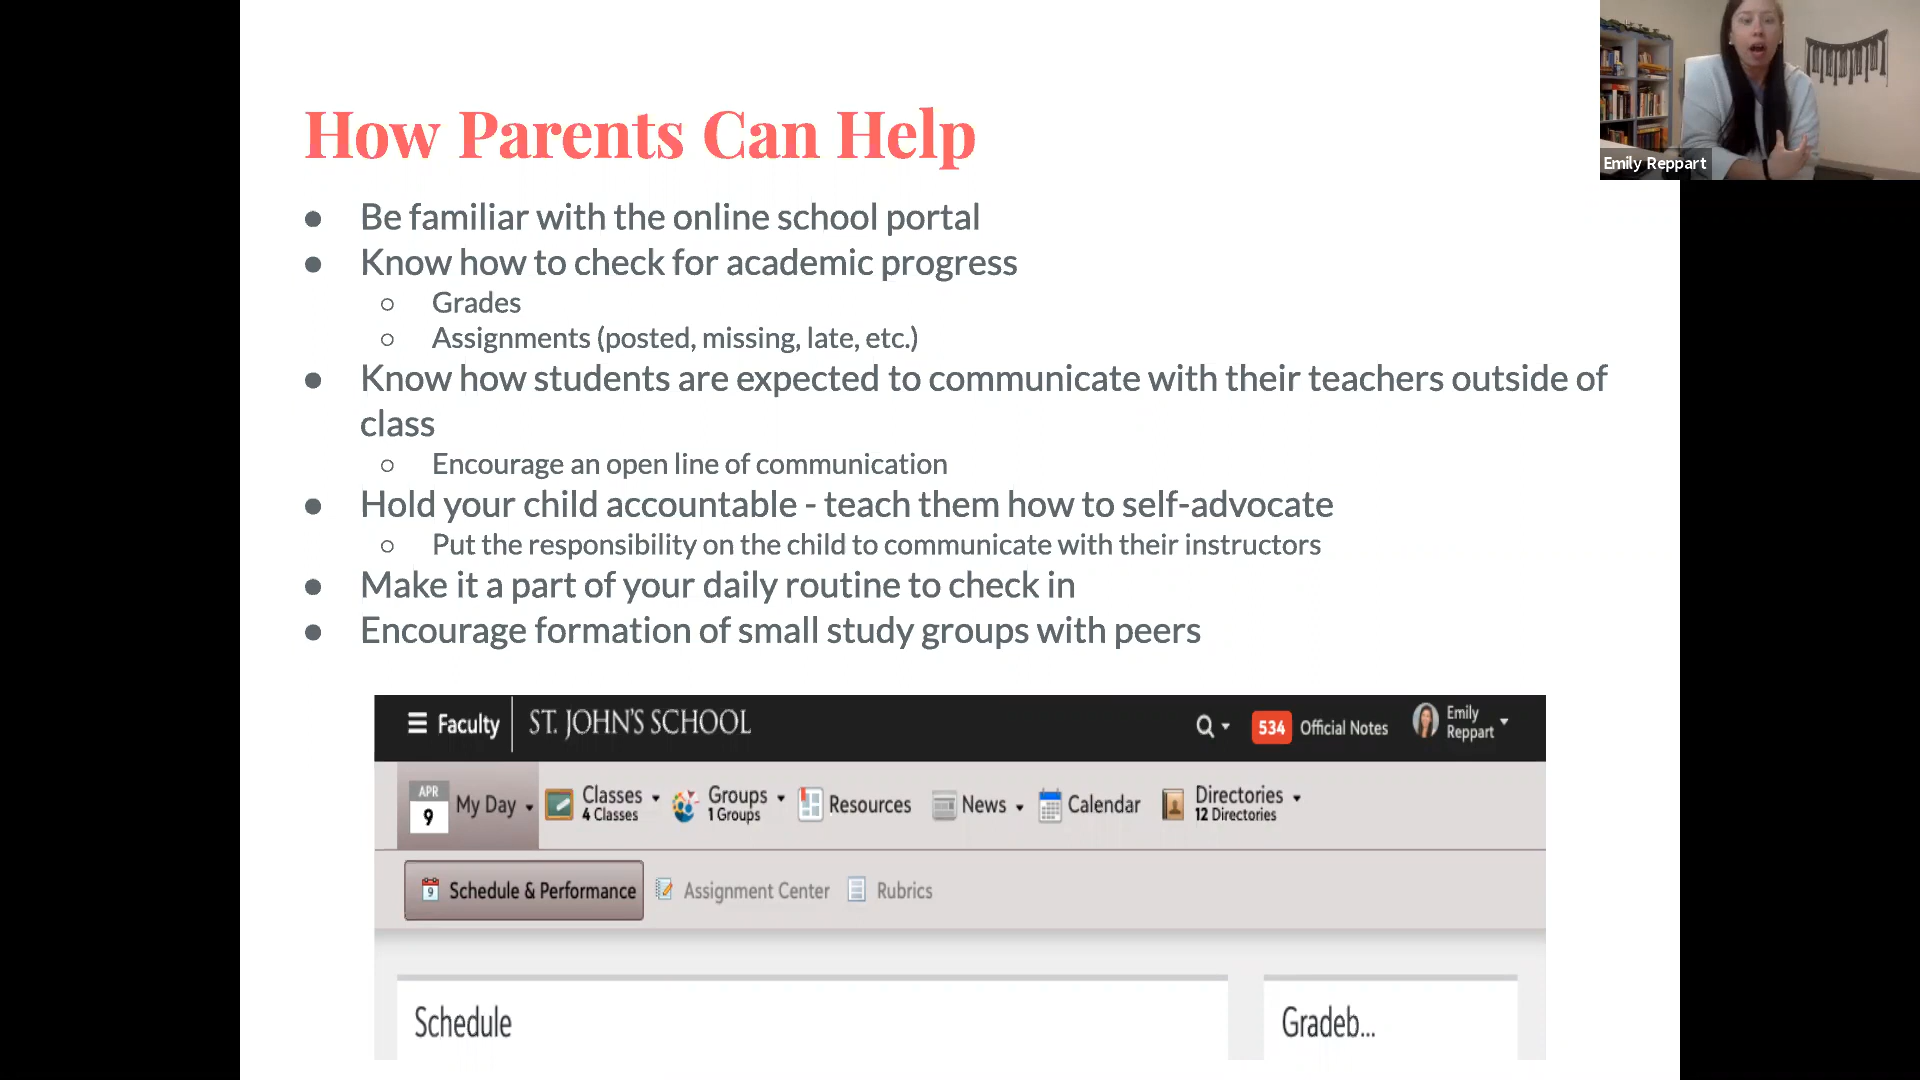 How Parents Can Help
Emily Reppart
● Be familiar with the online school portal
● Know how to check for academic progress
○ Grades
○ Assignments (posted, missing, late, etc.)
● Know how students are expected to communicate with their teachers outside of
class
○ Encourage an open line of communication
● Hold your child accountable - teach them how to self-advocate
○ Put the responsibility on the child to communicate with their instructors
● Make it a part of your daily routine to check in
● Encourage formation of small study groups with peers
Faculty ST. JOHN'S SCHOOL 534 Official Notes Emily
Reppart
APR
9 My Day Classes
4 Classes Groups
1 Groups Resources News Calendar Directories
12 Directories
9 Schedule & Performance Assignment Center Rubrics
Schedule Gradeb...